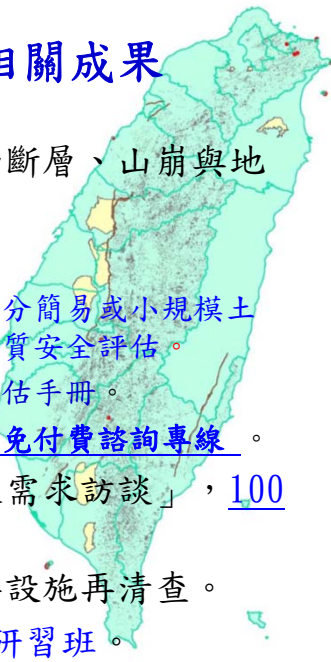 相關成果
斷層、山崩與地
分簡易或小規模土
質安全評估。
估手冊。
免付費諮詢專線 。
需求訪談」，100
設施再清查。
研習班。